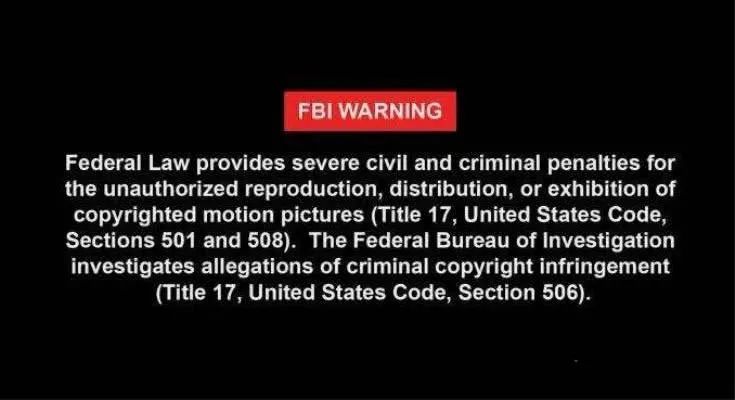 FBI WARNING
Federal Law provides severe civil and criminal penalties for
the unauthorized reproduction, distribution, or exhibition of
copyrighted motion pictures (Title 17, United States Code,
Sections 501 and 508).  The Federal Bureau of Investigation
investigates allegations of criminal copyright infringement
(Title 17, United States Code, Section 506).